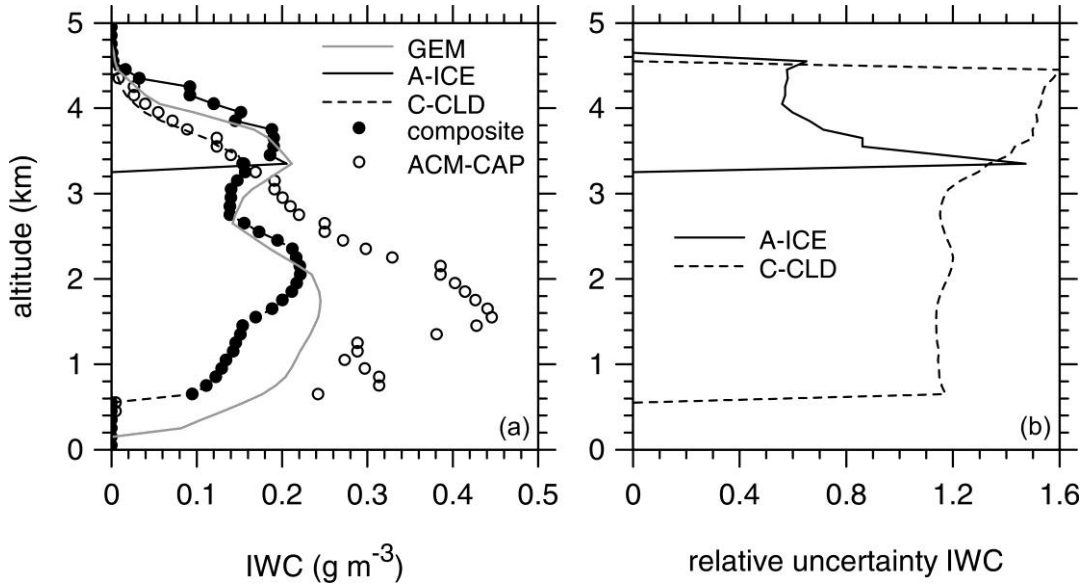 5
4
3
2
1
0
altitude (km)
GEM
A-ICE
C-CLD
composite
ACM-CAP
(a)
0 0.1 0.2 0.3 0.4 0.5
IWC (g m⁻³)
5
4
3
2
1
0
A-ICE
C-CLD
(b)
0 0.4 0.8 1.2 1.6
relative uncertainty IWC